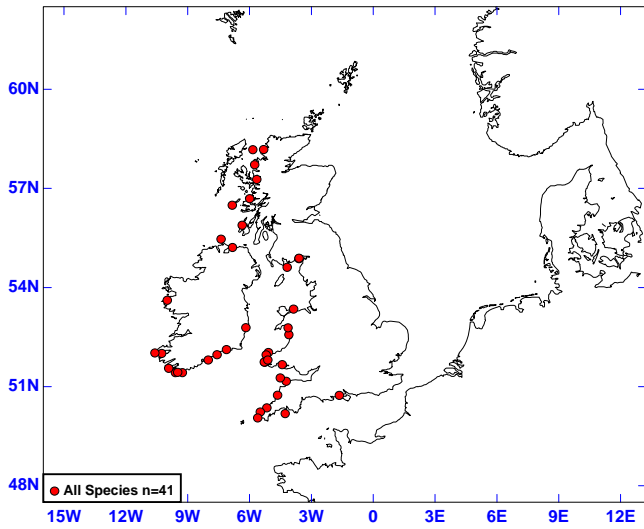 60N
57N
54N
51N
48N
All Species n=41
15W 12W 9W 6W 3W 0 3E 6E 9E 12E